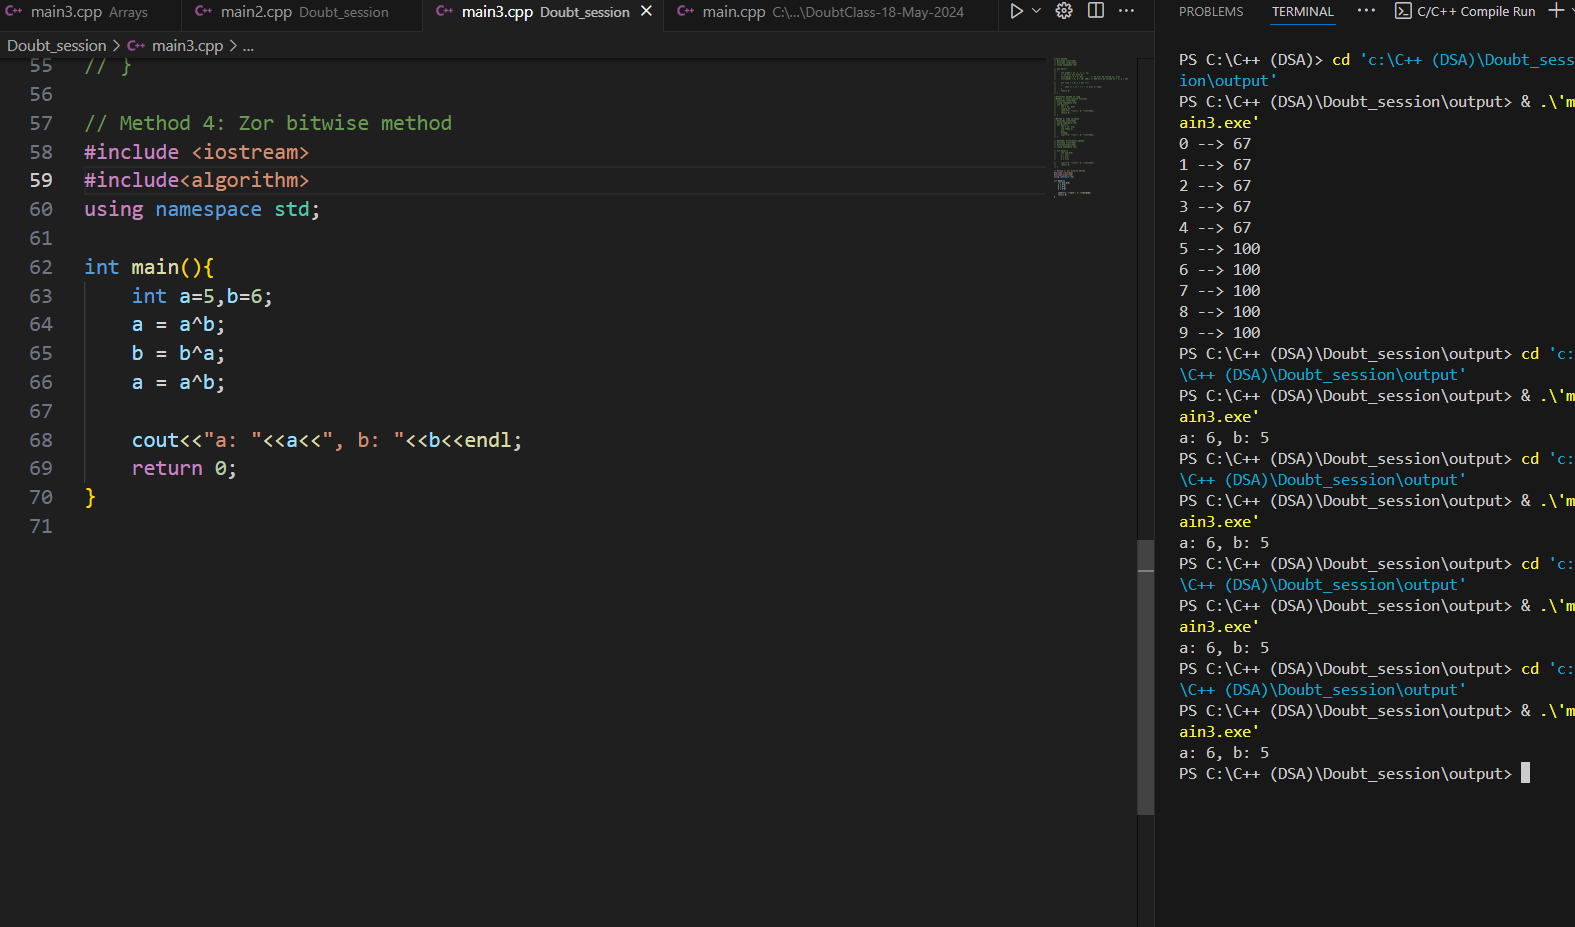 main3.cpp Arrays
main2.cpp Doubt_session
main3.cpp Doubt_session
main.cpp C:\...\DoubtClass-18-May-2024
Doubt_session > main3.cpp > ...
55 // }
56
57 // Method 4: Zor bitwise method
58 #include <iostream>
59 #include<algorithm>
60 using namespace std;
61
62 int main(){
63     int a=5,b=6;
64     a = a^b;
65     b = b^a;
66     a = a^b;
67
68     cout<<"a: "<<a<<", b: "<<b<<endl;
69     return 0;
70 }
71
PROBLEMS TERMINAL ··· C/C++ Compile Run
PS C:\C++ (DSA)> cd 'c:\C++ (DSA)\Doubt_sess
ion\output'
PS C:\C++ (DSA)\Doubt_session\output> & .\'m
ain3.exe'
0 --> 67
1 --> 67
2 --> 67
3 --> 67
4 --> 67
5 --> 100
6 --> 100
7 --> 100
8 --> 100
9 --> 100
PS C:\C++ (DSA)\Doubt_session\output> cd 'c:
\C++ (DSA)\Doubt_session\output'
PS C:\C++ (DSA)\Doubt_session\output> & .\'m
ain3.exe'
a: 6, b: 5
PS C:\C++ (DSA)\Doubt_session\output> cd 'c:
\C++ (DSA)\Doubt_session\output'
PS C:\C++ (DSA)\Doubt_session\output> & .\'m
ain3.exe'
a: 6, b: 5
PS C:\C++ (DSA)\Doubt_session\output> cd 'c:
\C++ (DSA)\Doubt_session\output'
PS C:\C++ (DSA)\Doubt_session\output> & .\'m
ain3.exe'
a: 6, b: 5
PS C:\C++ (DSA)\Doubt_session\output> cd 'c:
\C++ (DSA)\Doubt_session\output'
PS C:\C++ (DSA)\Doubt_session\output> & .\'m
ain3.exe'
a: 6, b: 5
PS C:\C++ (DSA)\Doubt_session\output>